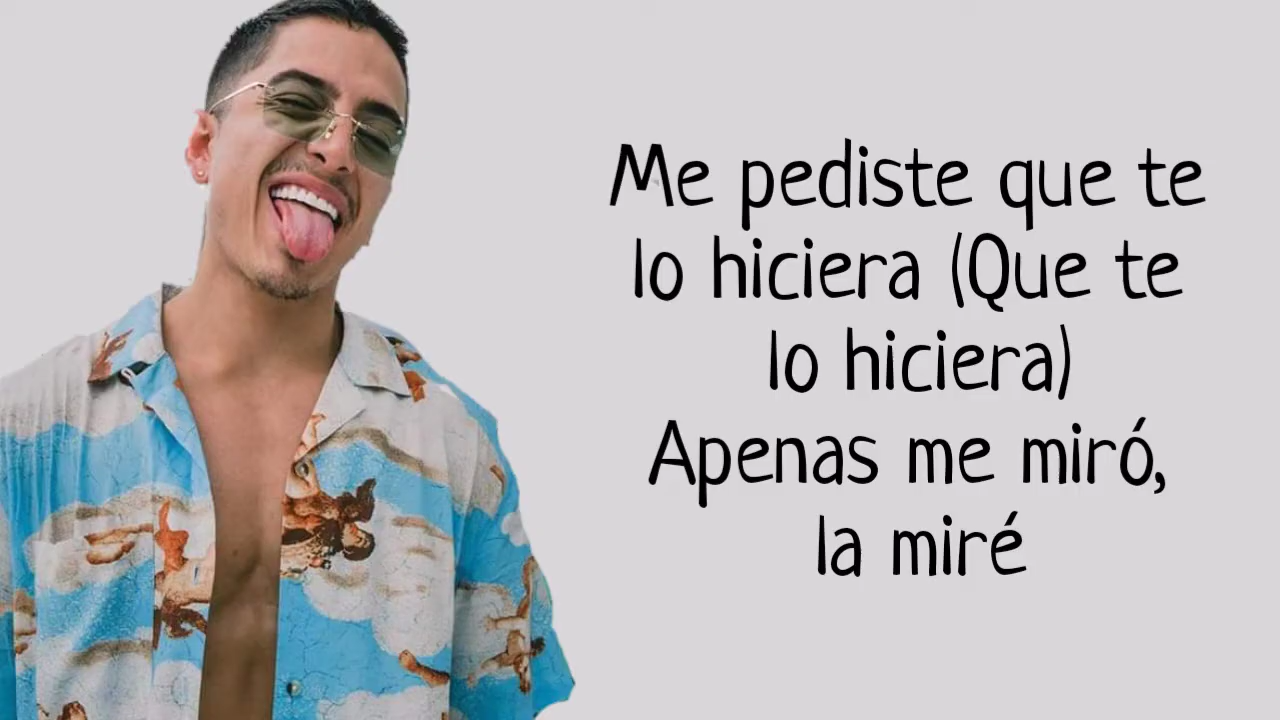 Me pediste que te
lo hiciera (Que te
lo hiciera)
Apenas me miró,
la miré